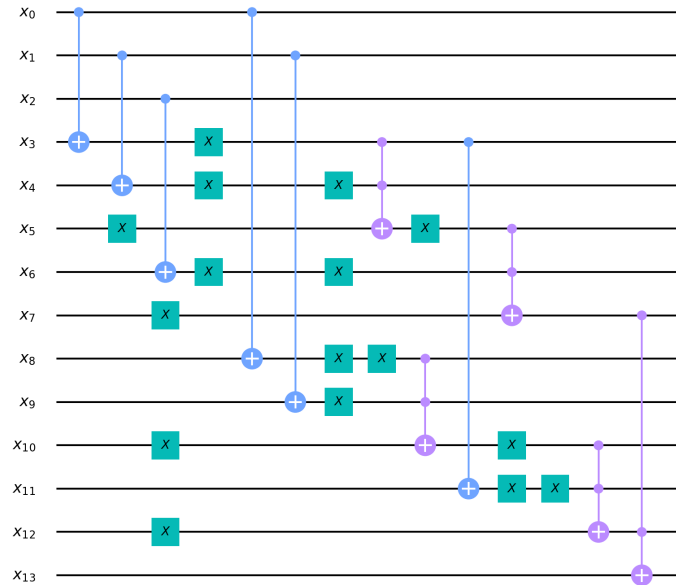 x₀
x₁
x₂
x₃ X
x₄ X X
x₅ X X
x₆ X X
x₇ X
x₈ X X
x₉ X
x₁₀ X X
x₁₁ X X
x₁₂ X
x₁₃